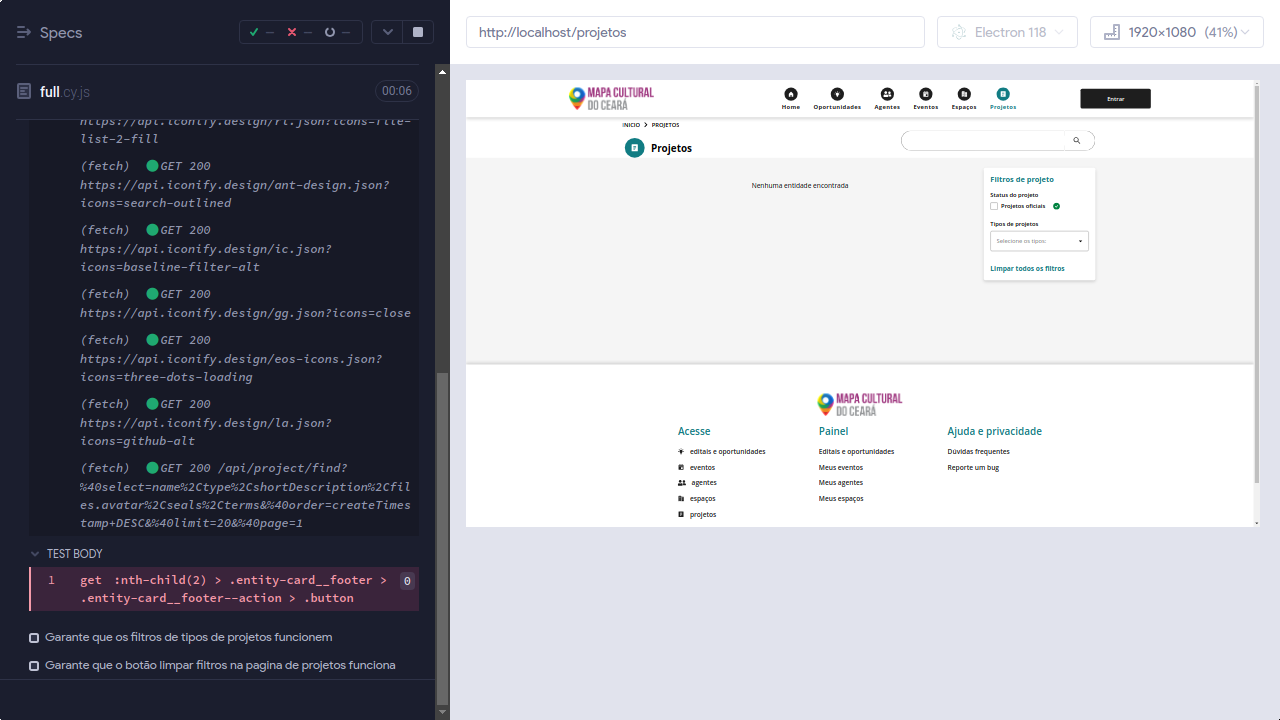 Specs
-- -- --
full.cy.js
00:06
https://api.iconify.design/ri.json?icons=file-
list-2-fill
(fetch) GET 200
https://api.iconify.design/ant-design.json?
icons=search-outlined
(fetch) GET 200
https://api.iconify.design/ic.json?
icons=baseline-filter-alt
(fetch) GET 200
https://api.iconify.design/gg.json?icons=close
(fetch) GET 200
https://api.iconify.design/eos-icons.json?
icons=three-dots-loading
(fetch) GET 200
https://api.iconify.design/la.json?
icons=github-alt
(fetch) GET 200 /api/project/find?
%40select=name%2Ctype%2CshortDescription%2Cfil
es.avatar%2Cseals%2Cterms&%40order=createTimes
tamp+DESC&%40limit=20&%40page=1
TEST BODY
1 get :nth-child(2) > .entity-card__footer > 0
.entity-card__footer--action > .button
Garante que os filtros de tipos de projetos funcionem
Garante que o botão limpar filtros na pagina de projetos funciona
http://localhost/projetos
Electron 118
1920×1080 (41%)
MAPA CULTURAL
DO CEARÁ
Home Oportunidades Agentes Eventos Espaços Projetos
Entrar
INICIO > PROJETOS
Projetos
Nenhuma entidade encontrada
Filtros de projeto
Status do projeto
Projetos oficiais
Tipos de projetos
Selecione os tipos:
Limpar todos os filtros
MAPA CULTURAL
DO CEARÁ
Acesse
editais e oportunidades
eventos
agentes
espaços
projetos
Painel
Editais e oportunidades
Meus eventos
Meus agentes
Meus espaços
Ajuda e privacidade
Dúvidas frequentes
Reporte um bug